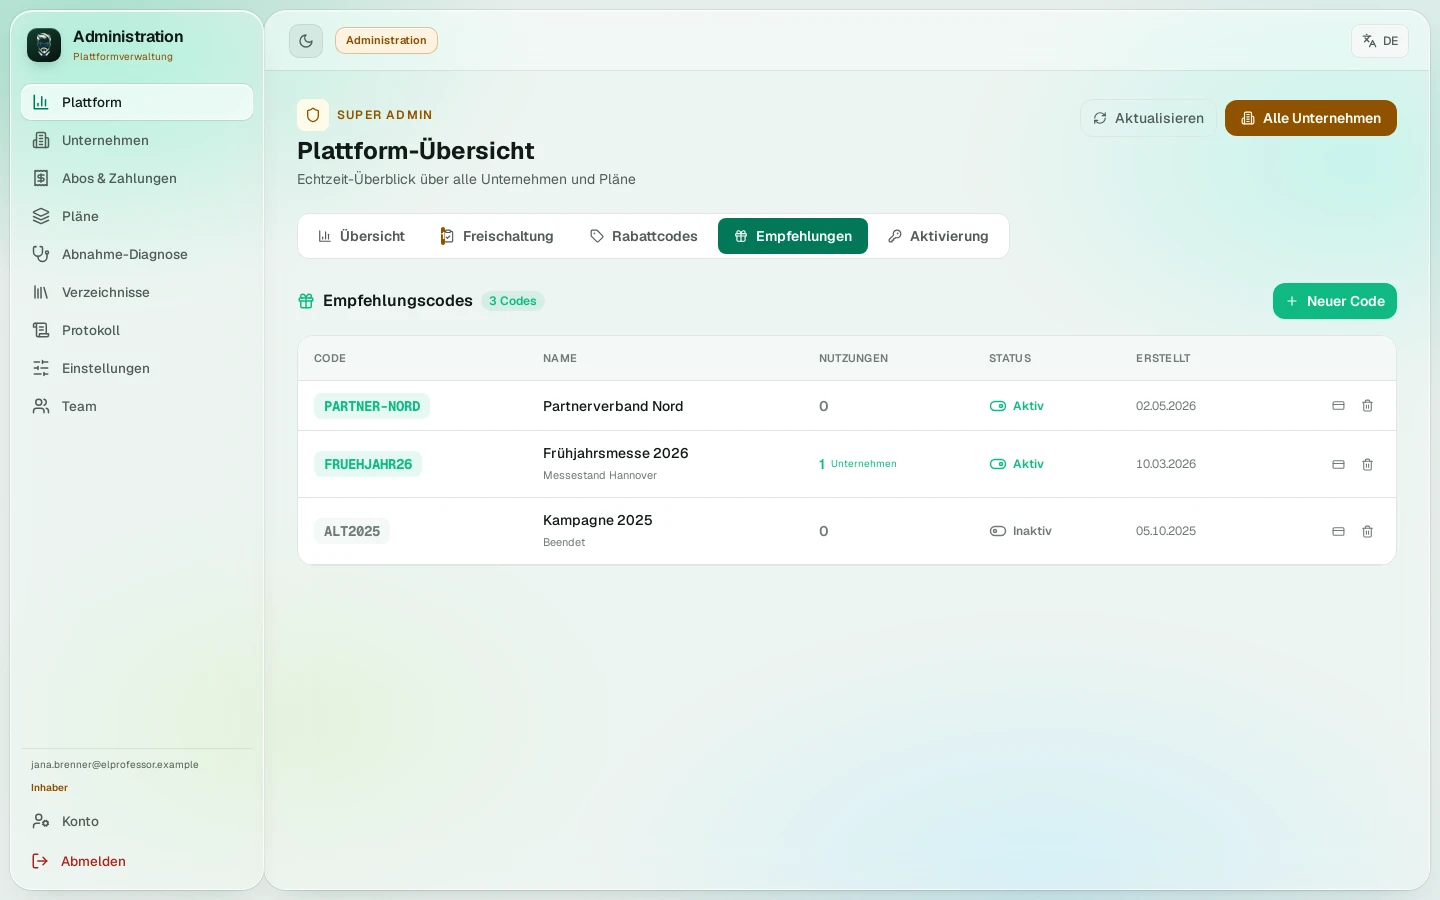 Administration
Plattformverwaltung
Plattform
Unternehmen
Abos & Zahlungen
Pläne
Abnahme-Diagnose
Verzeichnisse
Protokoll
Einstellungen
Team
jana.brenner@elprofessor.example
Inhaber
Konto
Abmelden
Administration
DE
SUPER ADMIN
Plattform-Übersicht
Echtzeit-Überblick über alle Unternehmen und Pläne
Aktualisieren
Alle Unternehmen
Übersicht
Freischaltung
Rabattcodes
Empfehlungen
Aktivierung
Empfehlungscodes
3 Codes
Neuer Code
CODE NAME NUTZUNGEN STATUS ERSTELLT
PARTNER-NORD Partnerverband Nord 0 Aktiv 02.05.2026
FRUEHJAHR26 Frühjahrsmesse 2026 1 Unternehmen Aktiv 10.03.2026
Messestand Hannover
ALT2025 Kampagne 2025 0 Inaktiv 05.10.2025
Beendet